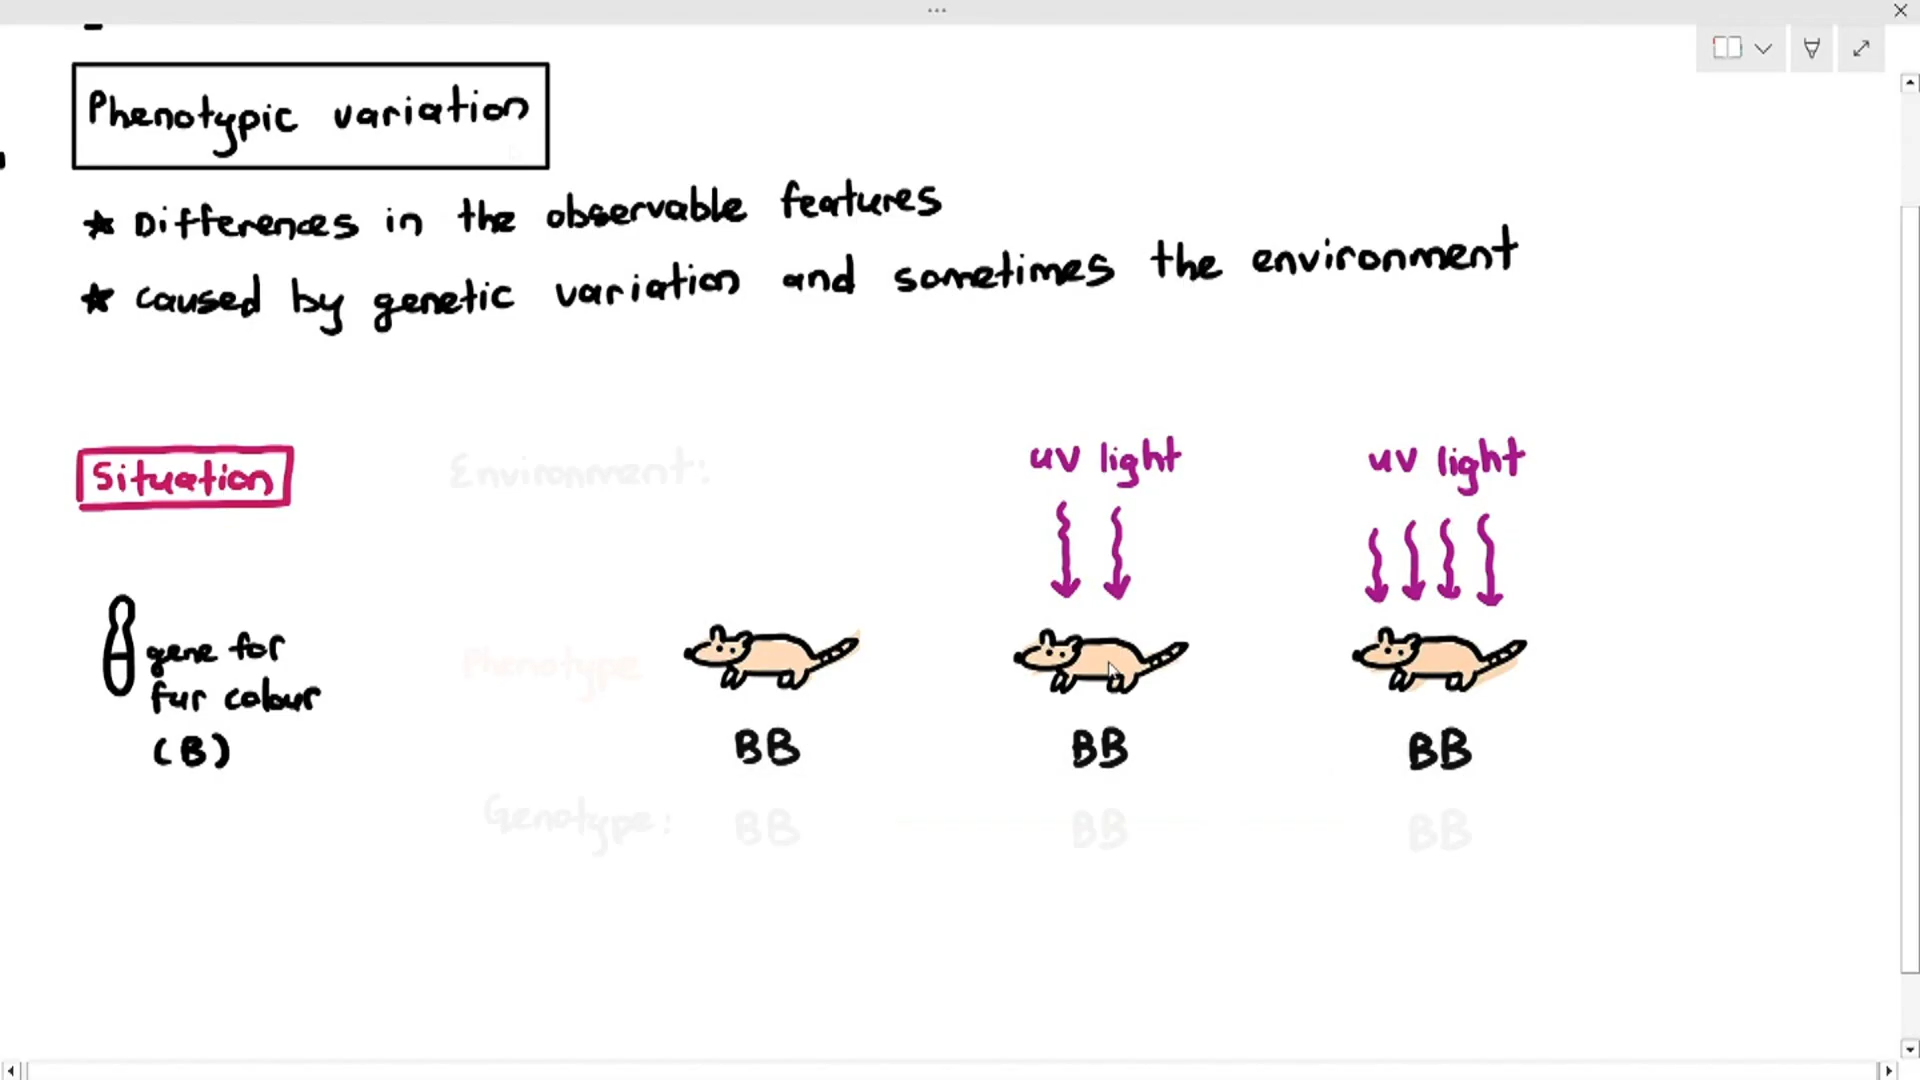 Phenotypic variation
★ Differences in the observable features
★ caused by genetic variation and sometimes the environment
Situation
Environment:
uv light
uv light
gene for
fur colour
(B)
Phenotype
BB
BB
BB
Genotype:
BB
BB
BB